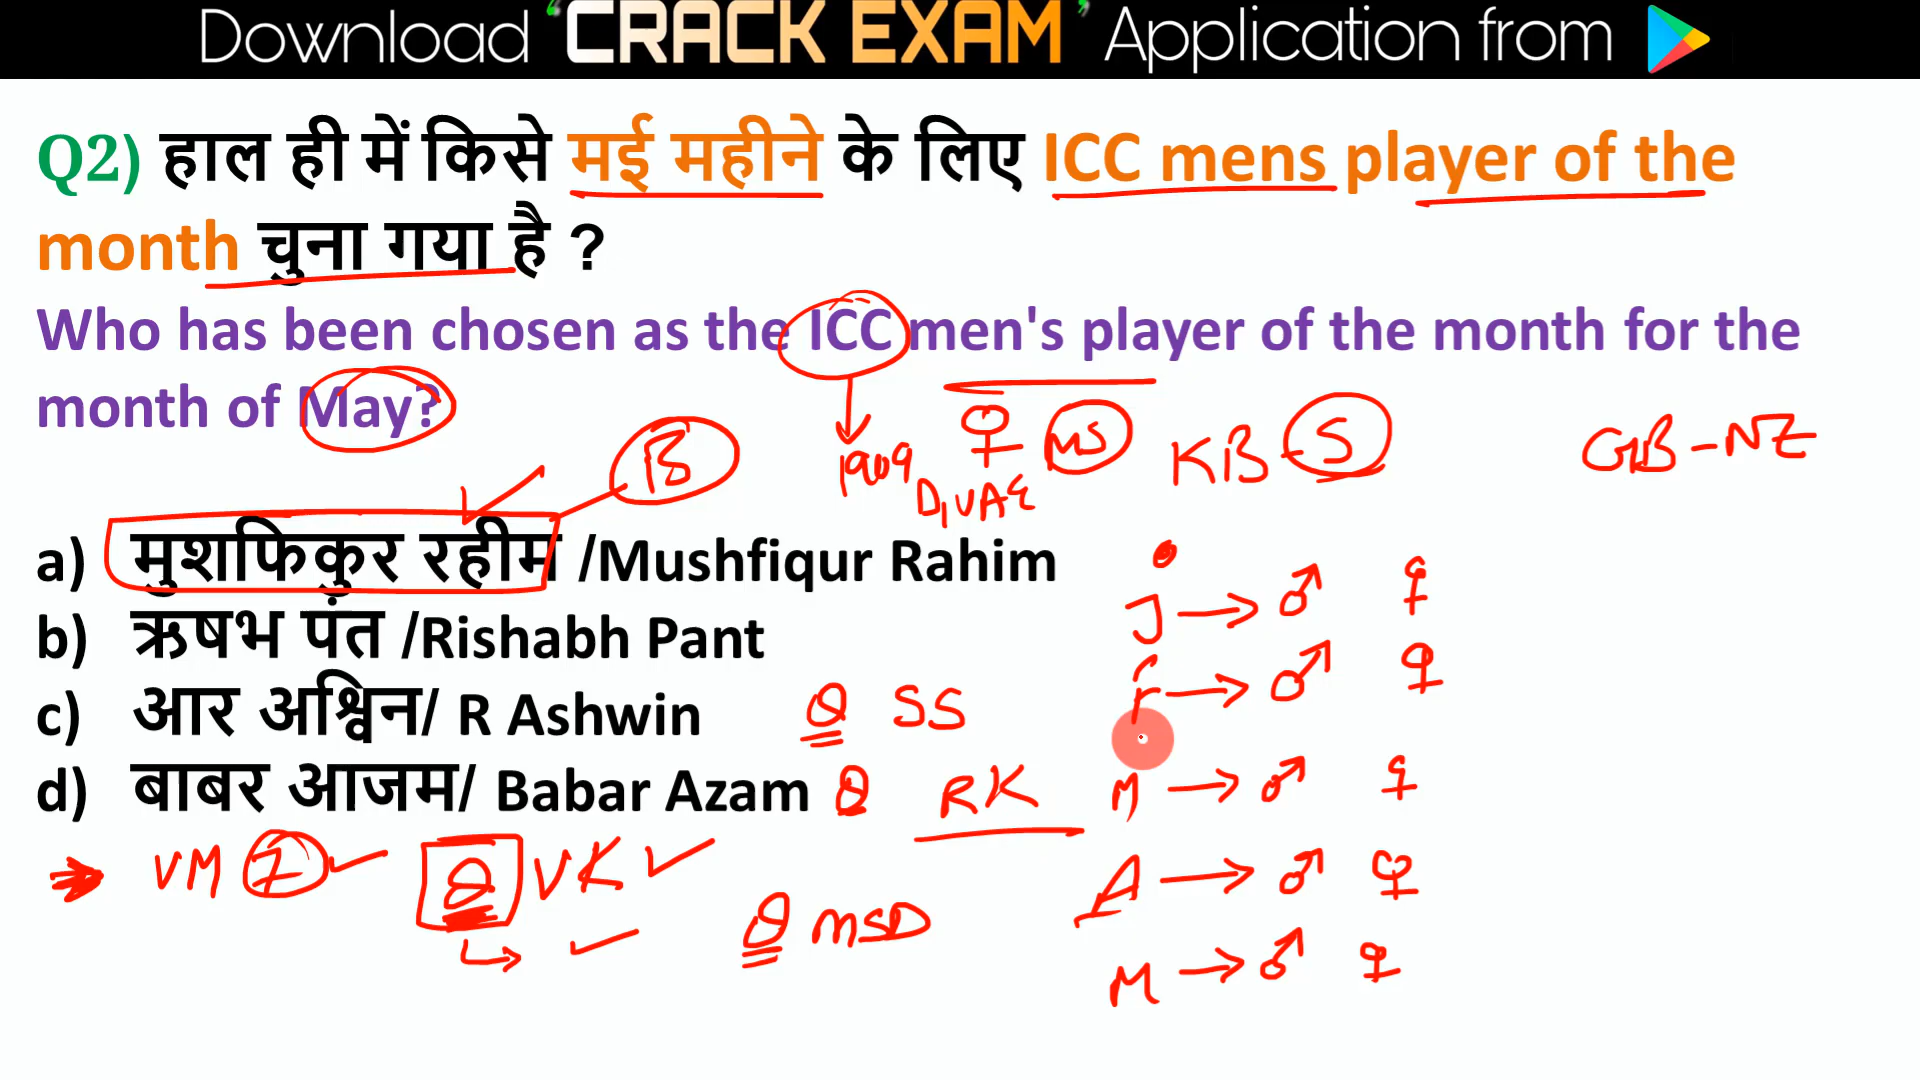 Download ‘CRACK EXAM’ Application from
Q2) हाल ही में किसे मई महीने के लिए ICC mens player of the
month चुना गया है ?
Who has been chosen as the ICC men's player of the month for the
month of May?
B 1909 ♀ MS KB - S GB - NZ
D, UAE
a) मुशफिकुर रहीम /Mushfiqur Rahim
b) ऋषभ पंत /Rishabh Pant
c) आर अश्विन/ R Ashwin SS
d) बाबर आजम/ Babar Azam RK
J → ♂ ♀
F → ♂ ♀
M → ♂ ♀
A → ♂ ♀
M → ♂ ♀
VM Z VK
MSD